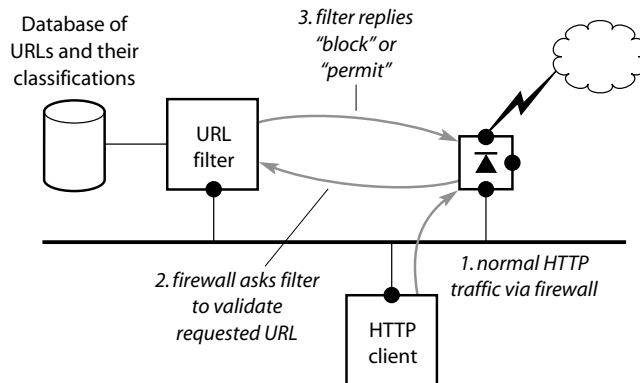 Database of
URLs and their
classifications
3. filter replies
“block” or
“permit”
URL
filter
2. firewall asks filter
to validate
requested URL
1. normal HTTP
traffic via firewall
HTTP
client